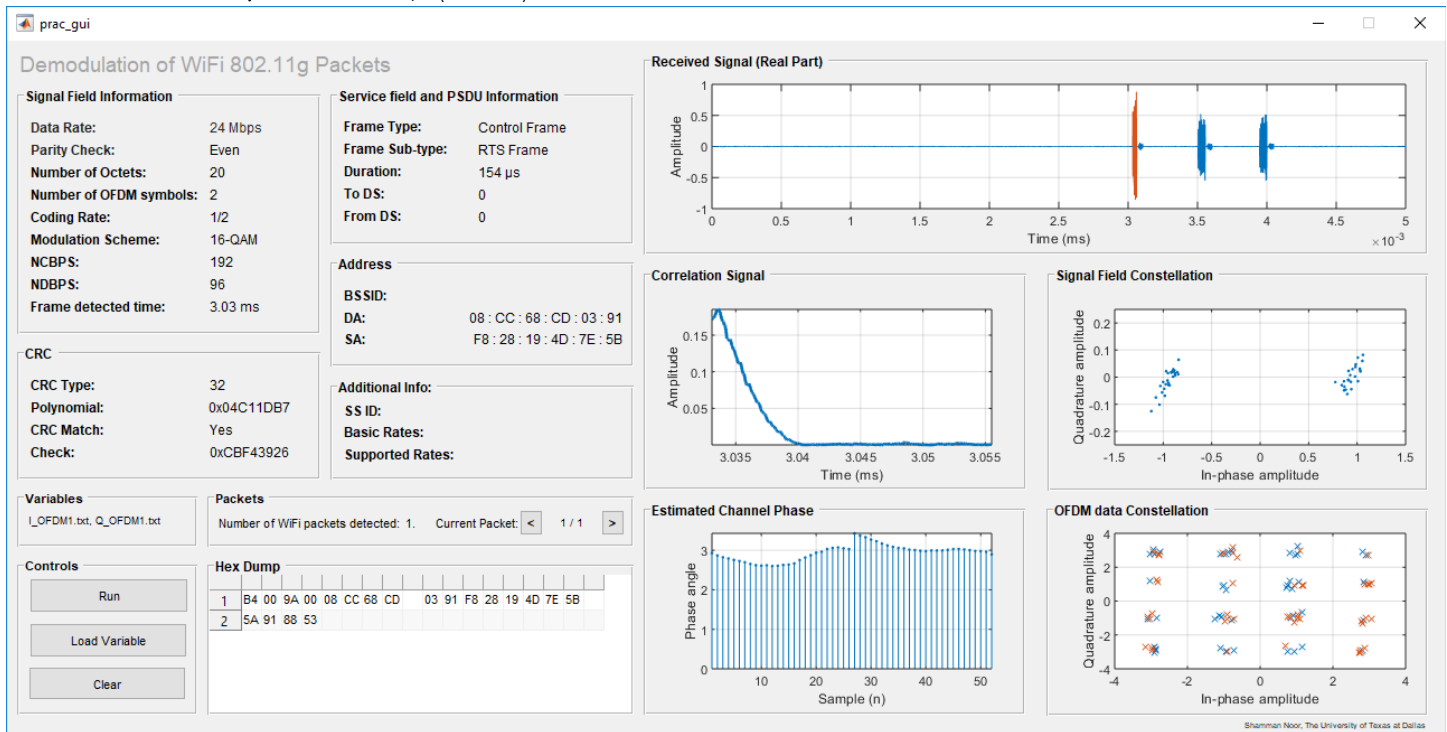 prac_gui
Demodulation of WiFi 802.11g Packets
Signal Field Information
Data Rate: 24 Mbps
Parity Check: Even
Number of Octets: 20
Number of OFDM symbols: 2
Coding Rate: 1/2
Modulation Scheme: 16-QAM
NCBPS: 192
NDBPS: 96
Frame detected time: 3.03 ms
Service field and PSDU Information
Frame Type: Control Frame
Frame Sub-type: RTS Frame
Duration: 154 µs
To DS: 0
From DS: 0
Address
BSSID:
DA: 08 : CC : 68 : CD : 03 : 91
SA: F8 : 28 : 19 : 4D : 7E : 5B
CRC
CRC Type: 32
Polynomial: 0x04C11DB7
CRC Match: Yes
Check: 0xCBF43926
Additional Info:
SS ID:
Basic Rates:
Supported Rates:
Variables
I_OFDM1.txt, Q_OFDM1.txt
Packets
Number of WiFi packets detected: 1. Current Packet: < 1 / 1 >
Controls
Run
Load Variable
Clear
Hex Dump
1 B4 00 9A 00 08 CC 68 CD 03 91 F8 28 19 4D 7E 5B
2 5A 91 88 53
Received Signal (Real Part)
Amplitude
1
0.5
0
-0.5
-1
0 0.5 1 1.5 2 2.5 3 3.5 4 4.5 5
Time (ms)
×10-3
Correlation Signal
Amplitude
0.15
0.1
0.05
3.035 3.04 3.045 3.05 3.055
Time (ms)
Signal Field Constellation
Quadrature amplitude
0.2
0.1
0
-0.1
-0.2
-1.5 -1 -0.5 0 0.5 1 1.5
In-phase amplitude
Estimated Channel Phase
Phase angle
3
2
1
0
10 20 30 40 50
Sample (n)
OFDM data Constellation
Quadrature amplitude
4
2
0
-2
-4
-4 -2 0 2 4
In-phase amplitude
Shamman Noor, The University of Texas at Dallas